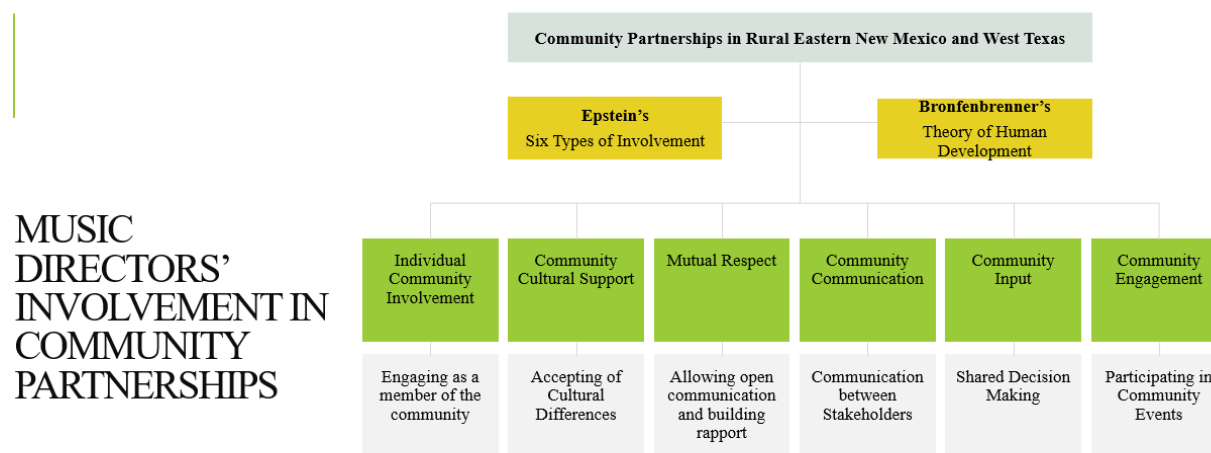 Community Partnerships in Rural Eastern New Mexico and West Texas
Epstein's
Six Types of Involvement
Bronfenbrenner's
Theory of Human
Development
MUSIC
DIRECTORS'
INVOLVEMENT IN
COMMUNITY
PARTNERSHIPS
Individual
Community
Involvement
Community
Cultural Support
Mutual Respect
Community
Communication
Community
Input
Community
Engagement
Engaging as a
member of the
community
Accepting of
Cultural
Differences
Allowing open
communication
and building
rapport
Communication
between
Stakeholders
Shared Decision
Making
Participating in
Community
Events